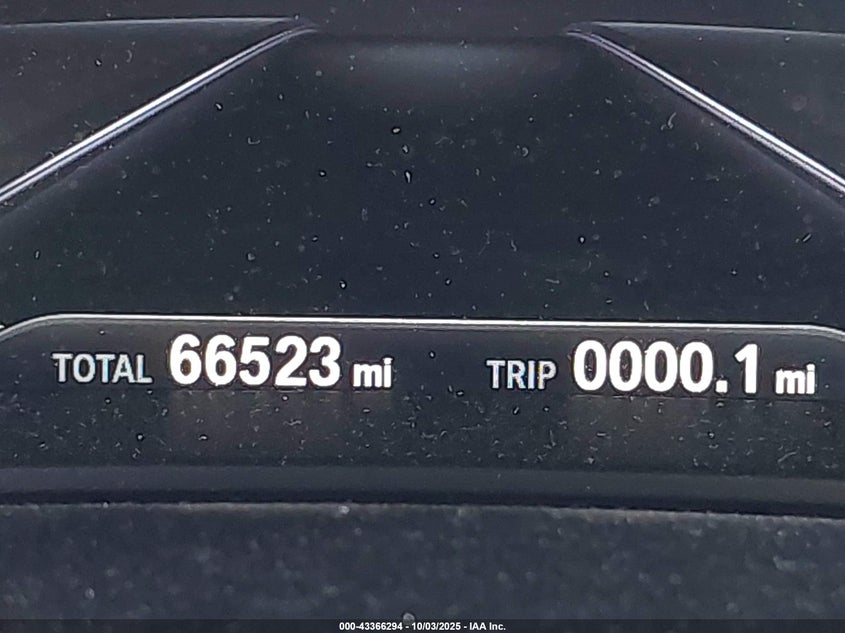 TOTAL 66523 mi TRIP 0000.1 mi
000-43366294 - 10/03/2025 - IAA Inc.